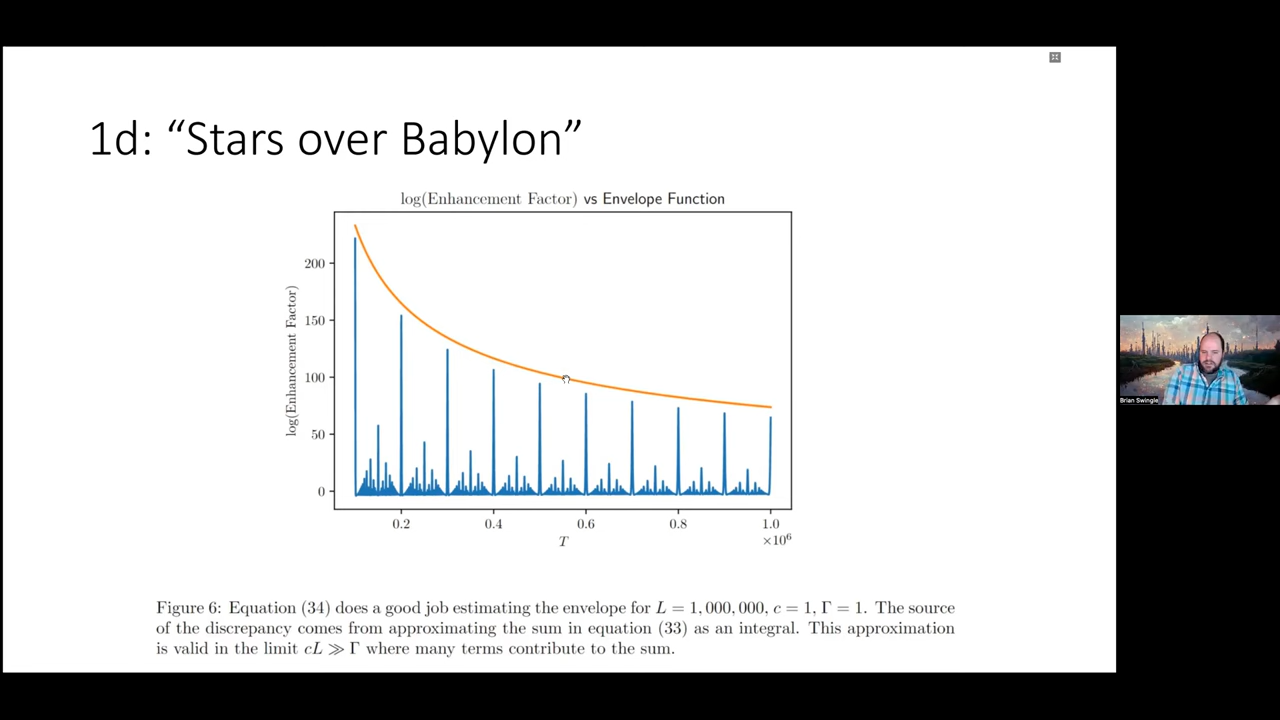 1d: “Stars over Babylon”
log(Enhancement Factor) vs Envelope Function
log(Enhancement Factor)
200
150
100
50
0
0.2 0.4 0.6 0.8 1.0
×10⁶
T
Figure 6: Equation (34) does a good job estimating the envelope for L = 1,000,000, c = 1, Γ = 1. The source
of the discrepancy comes from approximating the sum in equation (33) as an integral. This approximation
is valid in the limit cL ≫ Γ where many terms contribute to the sum.
Brian Swingle